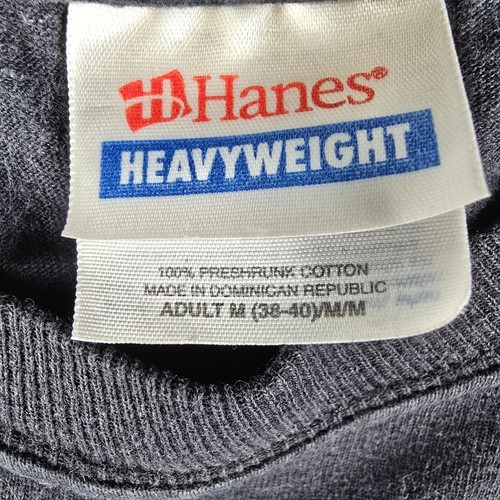 Hanes®
HEAVYWEIGHT
100% PRESHRUNK COTTON
MADE IN DOMINICAN REPUBLIC
ADULT M (38-40)/M/M